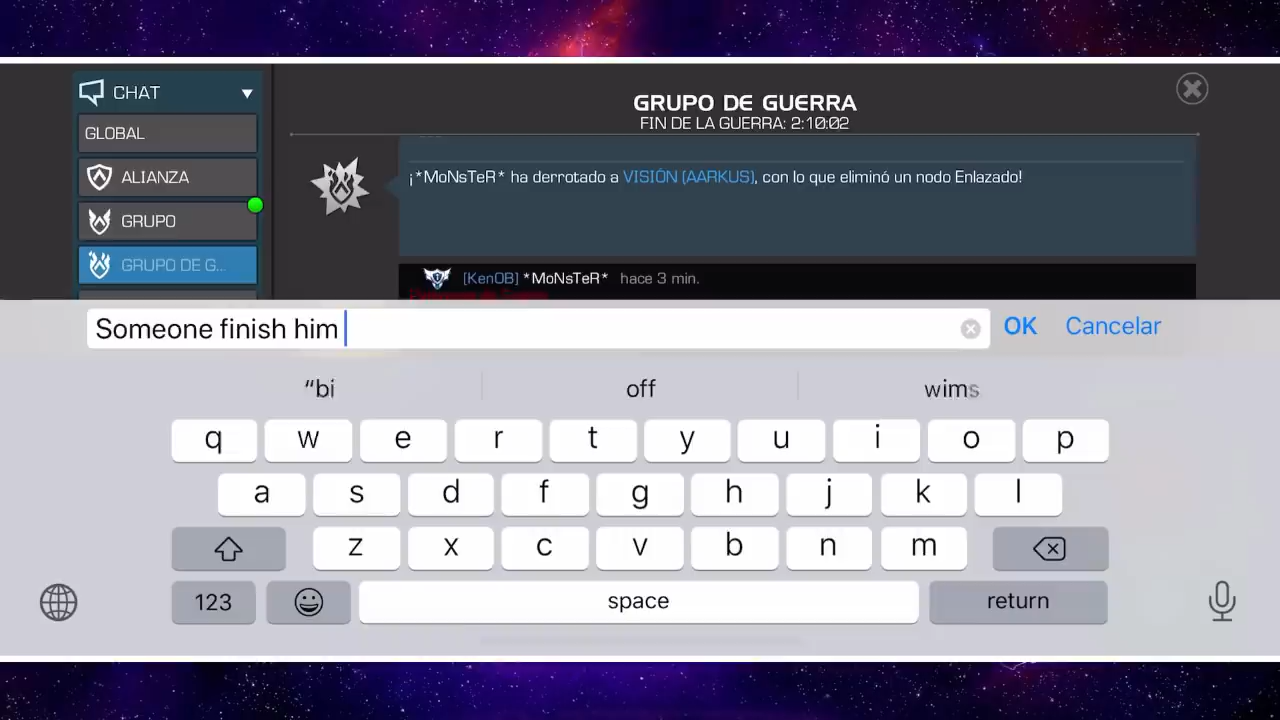 CHAT
GLOBAL
ALIANZA
GRUPO
GRUPO DE G...
GRUPO DE GUERRA
FIN DE LA GUERRA: 2:10:02
¡*MoNsTeR* ha derrotado a VISIÓN (AARKUS), con lo que eliminó un nodo Enlazado!
[KenOB] *MoNsTeR* hace 3 min.
Someone finish him
OK Cancelar
“bi off wims
q w e r t y u i o p
a s d f g h j k l
z x c v b n m
123 space return